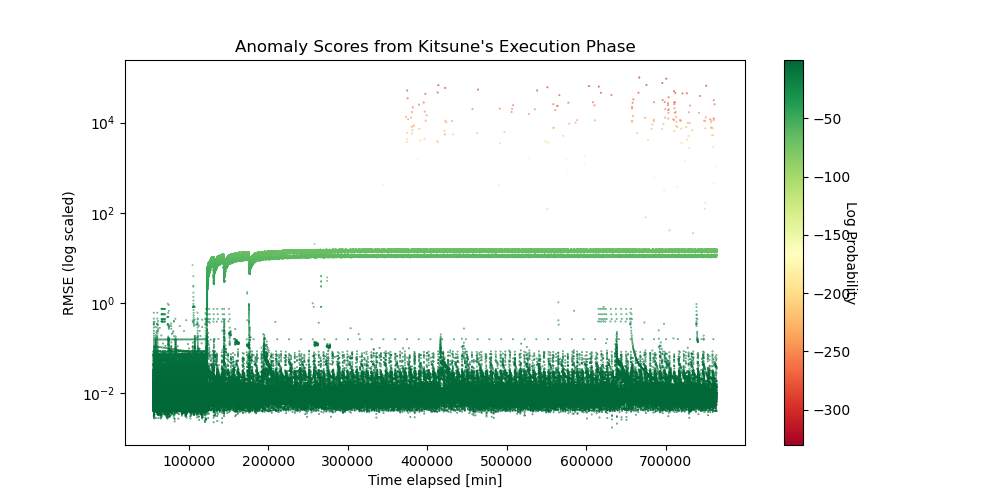 Anomaly Scores from Kitsune's Execution Phase
RMSE (log scaled)
10^4
10^2
10^0
10^-2
100000 200000 300000 400000 500000 600000 700000
Time elapsed [min]
−50
−100
−150
−200
−250
−300
Log Probability